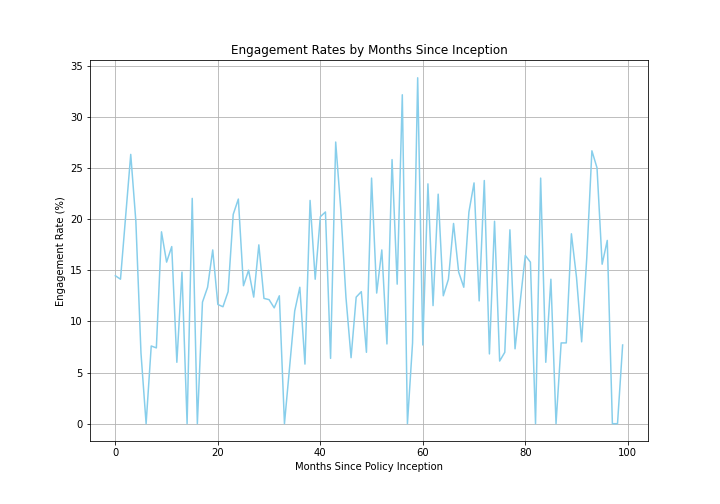 Engagement Rates by Months Since Inception
Engagement Rate (%)
35
30
25
20
15
10
5
0
0 20 40 60 80 100
Months Since Policy Inception